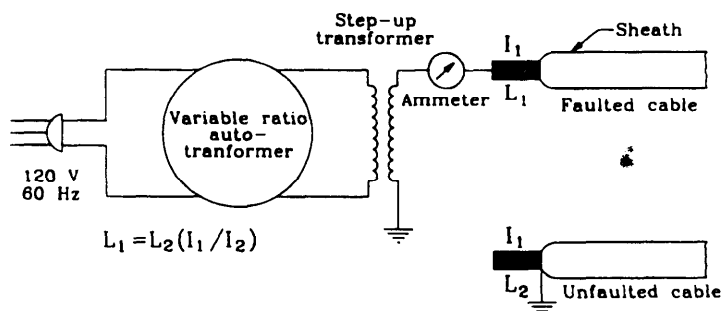 Step-up
transformer
I₁
Sheath
Ammeter
L₁
Faulted cable
Variable ratio
auto-
tranformer
120 V
60 Hz
L₁ =L₂(I₁/I₂)
I₁
L₂
Unfaulted cable